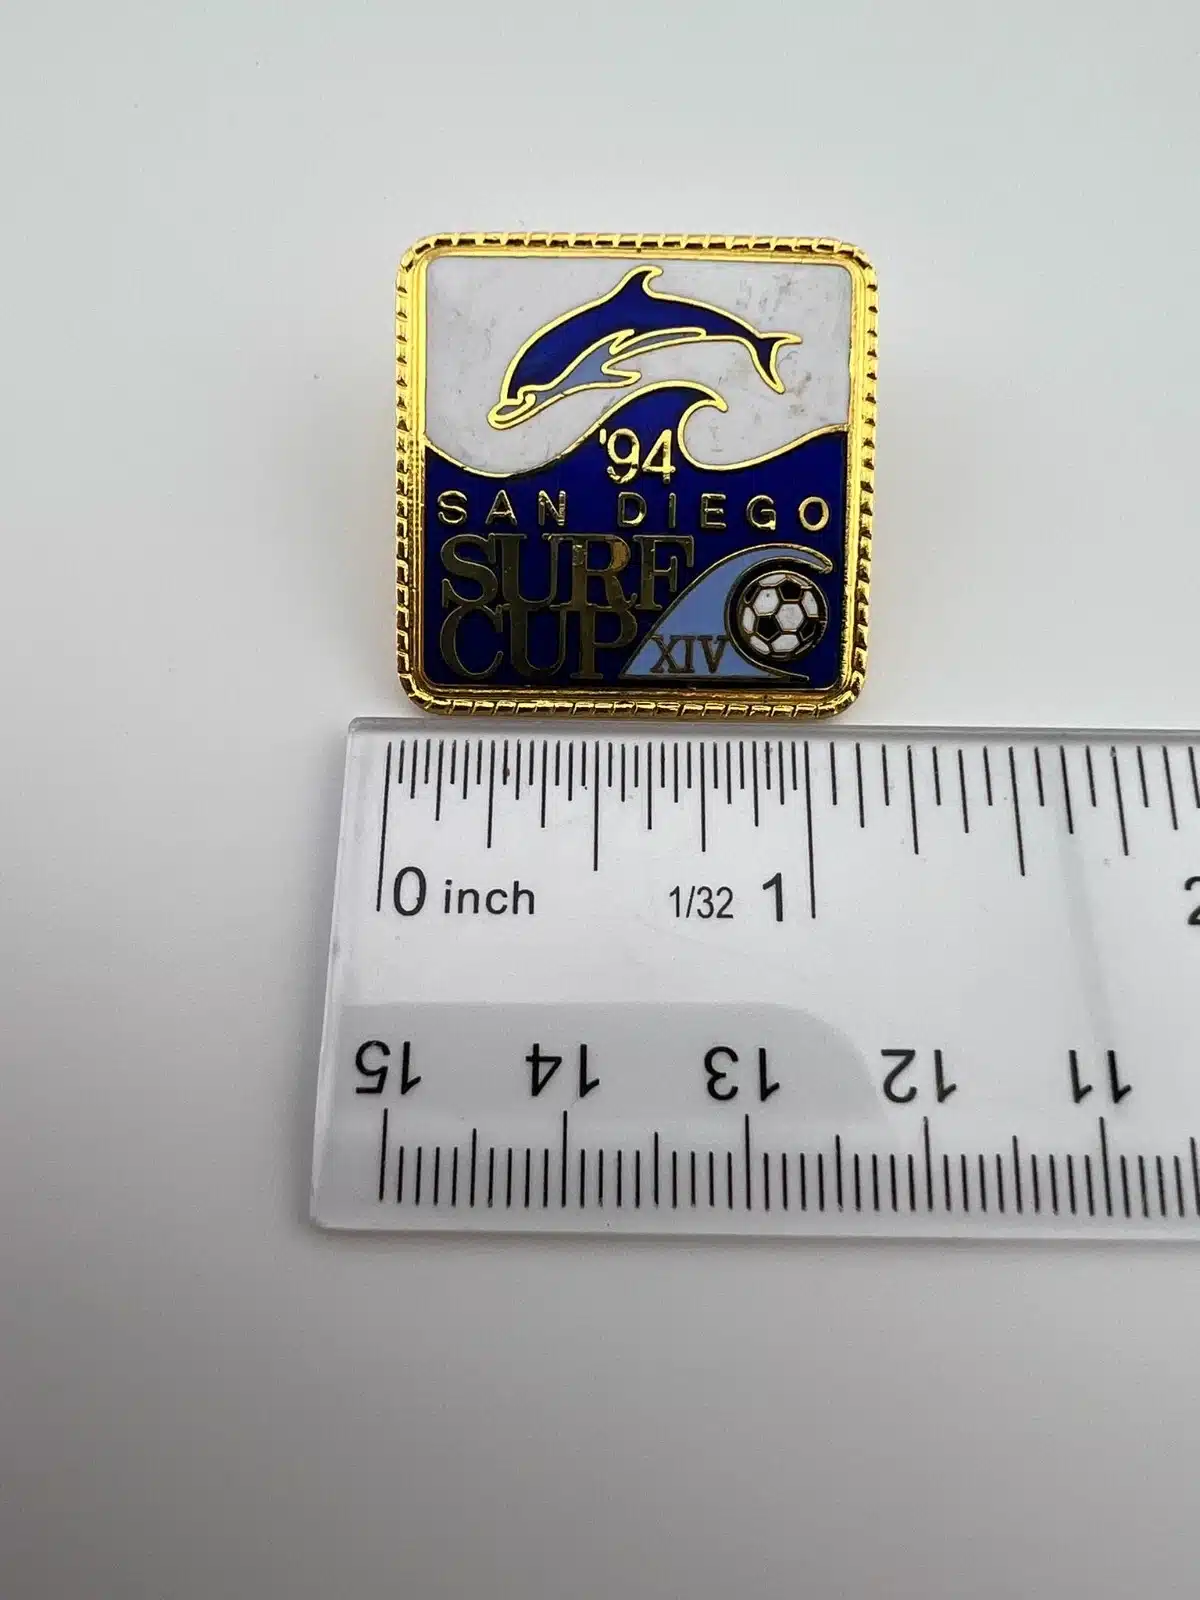 '94
SAN DIEGO
SURF
CUP
XIV
0 inch 1/32 1 2
15 14 13 12 11